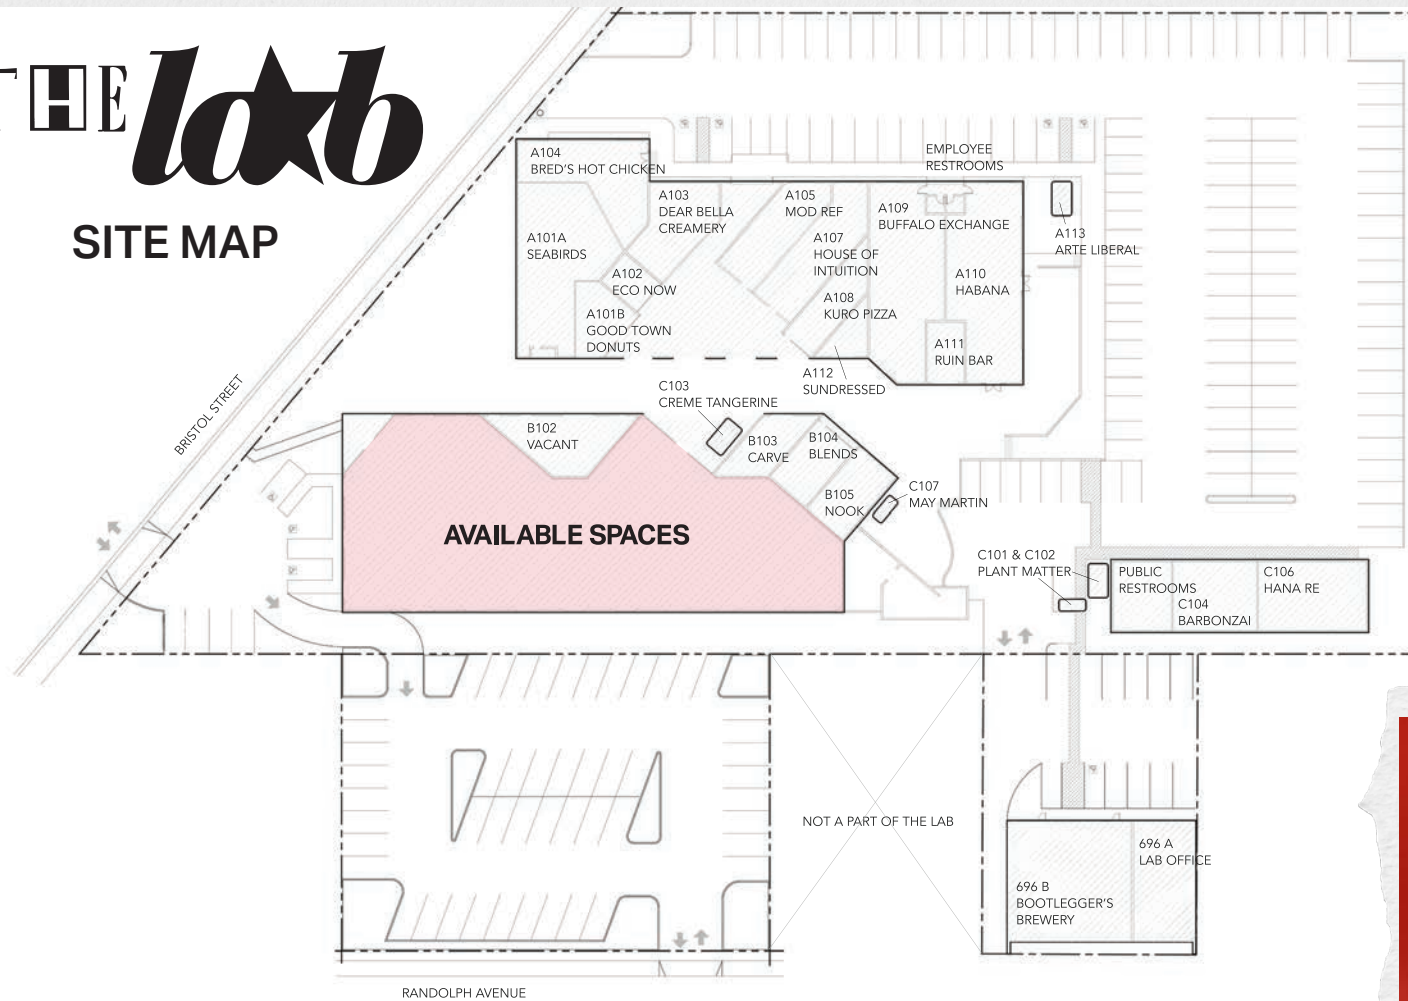 THE lab
SITE MAP
A104
BRED'S HOT CHICKEN
EMPLOYEE
RESTROOMS
A103
DEAR BELLA
CREAMERY
A105
MOD REF
A109
BUFFALO EXCHANGE
A113
ARTE LIBERAL
A101A
SEABIRDS
A107
HOUSE OF
INTUITION
A102
ECO NOW
A110
HABANA
A108
KURO PIZZA
A101B
GOOD TOWN
DONUTS
A111
RUIN BAR
A112
SUNDRESSED
BRISTOL STREET
C103
CREME TANGERINE
B102
VACANT
B103
CARVE
B104
BLENDS
B105
NOOK
C107
MAY MARTIN
AVAILABLE SPACES
C101 & C102
PLANT MATTER
PUBLIC
RESTROOMS
C104
BARBONZAI
C106
HANA RE
NOT A PART OF THE LAB
696 A
LAB OFFICE
696 B
BOOTLEGGER'S
BREWERY
RANDOLPH AVENUE